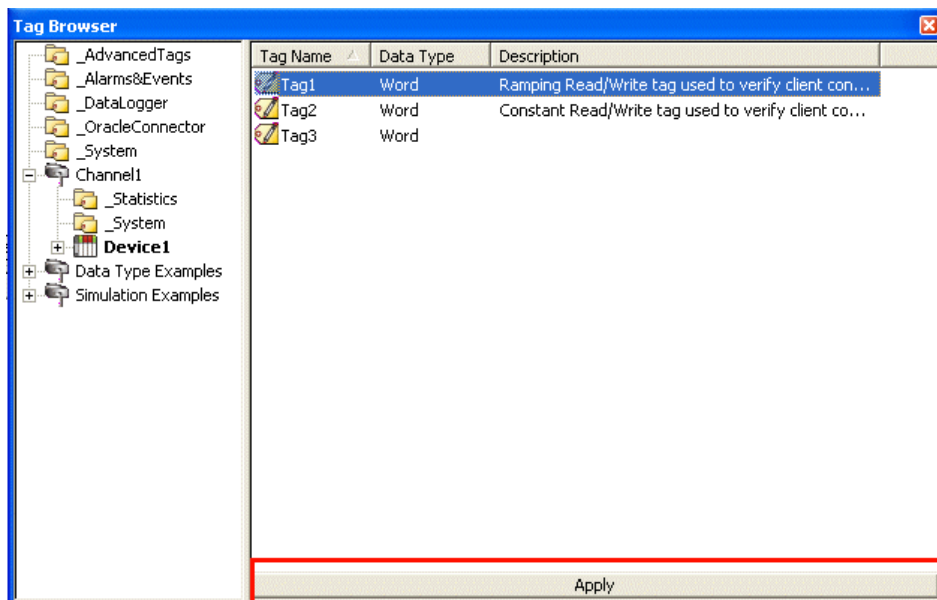 Tag Browser
_AdvancedTags
_Alarms&Events
_DataLogger
_OracleConnector
_System
Channel1
_Statistics
_System
Device1
Data Type Examples
Simulation Examples
Tag Name Data Type Description
Tag1 Word Ramping Read/Write tag used to verify client con...
Tag2 Word Constant Read/Write tag used to verify client co...
Tag3 Word
Apply